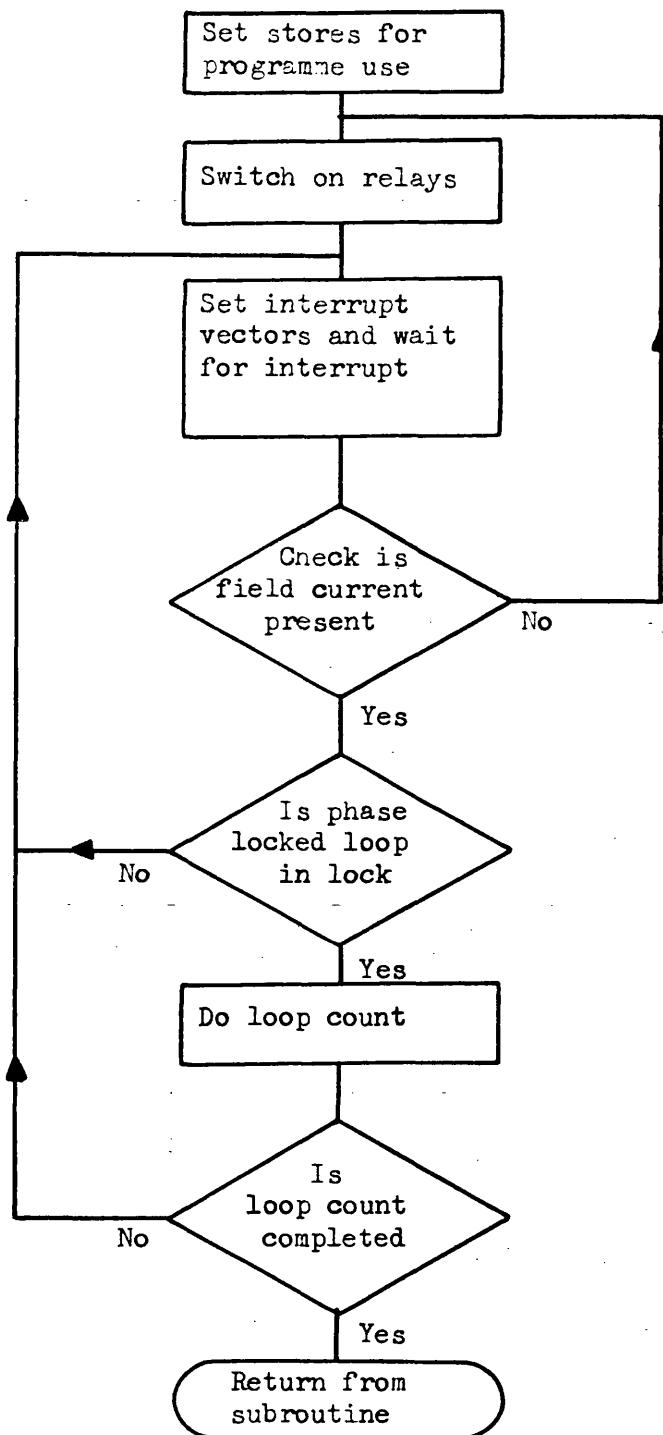 Set stores for
programme use
Switch on relays
Set interrupt
vectors and wait
for interrupt
Check is
field current
present
No
Yes
Is phase
locked loop
in lock
No
Yes
Do loop count
Is
loop count
completed
No
Yes
Return from
subroutine